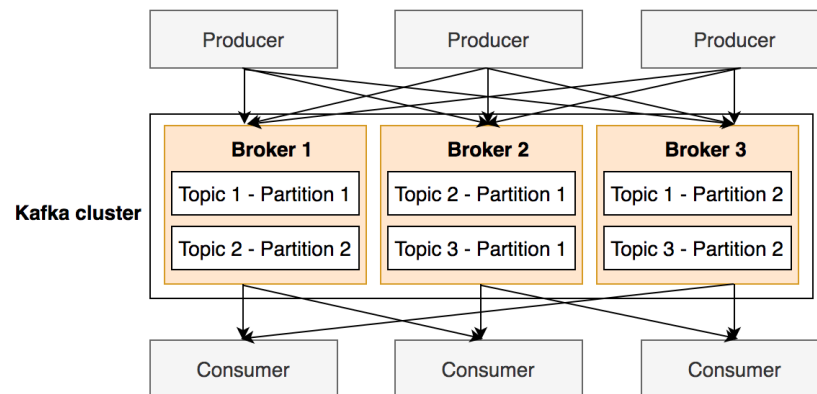 Producer
Producer
Producer
Kafka cluster
Broker 1
Topic 1 - Partition 1
Topic 2 - Partition 2
Broker 2
Topic 2 - Partition 1
Topic 3 - Partition 1
Broker 3
Topic 1 - Partition 2
Topic 3 - Partition 2
Consumer
Consumer
Consumer